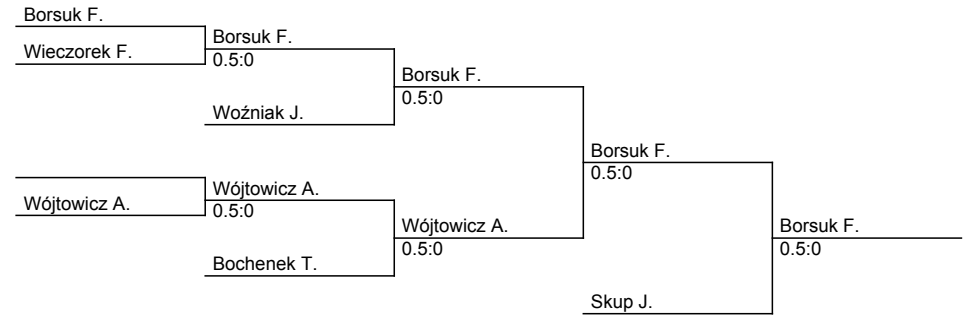 Borsuk F.
Wieczorek F.
Borsuk F.
0.5:0
Woźniak J.
Borsuk F.
0.5:0
Wójtowicz A.
Wójtowicz A.
0.5:0
Bochenek T.
Wójtowicz A.
0.5:0
Borsuk F.
0.5:0
Skup J.
Borsuk F.
0.5:0